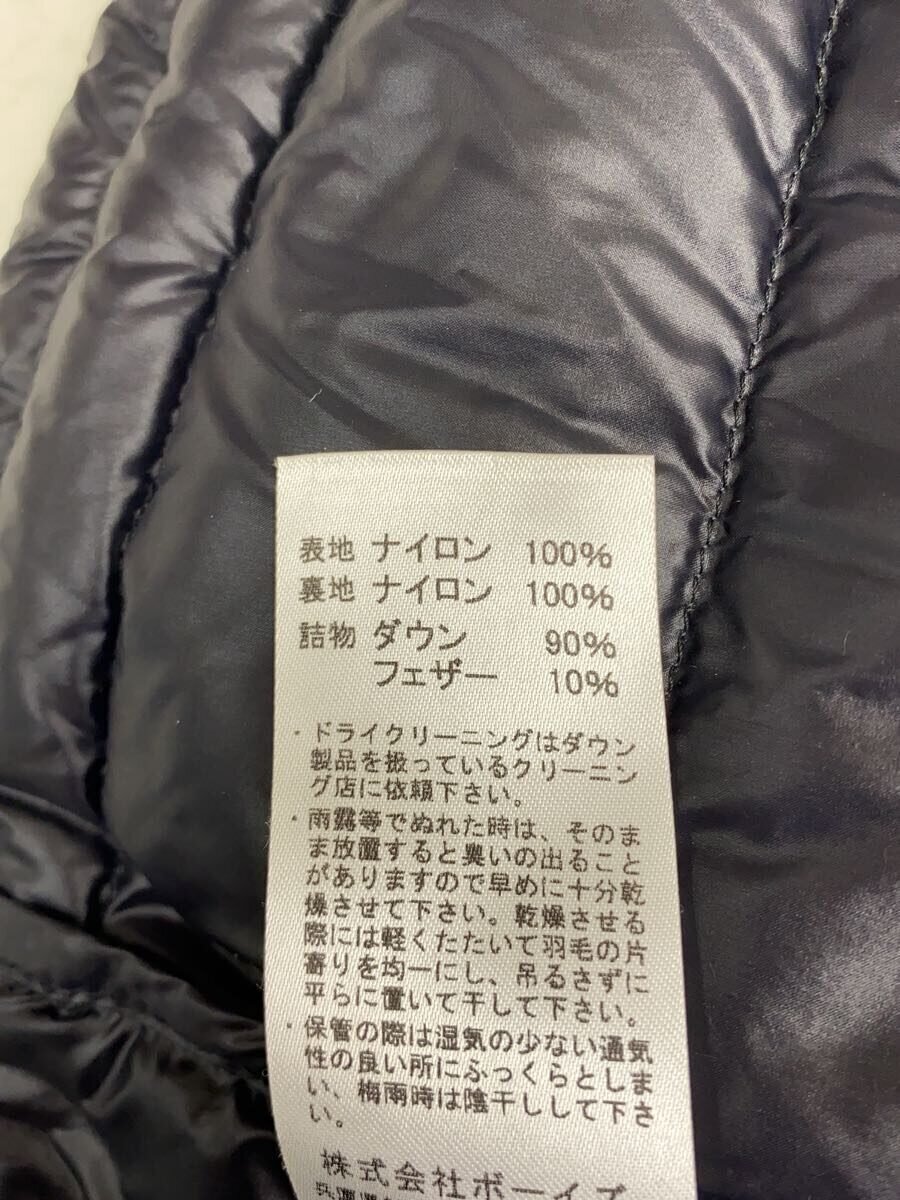 表地 ナイロン 100%
裏地 ナイロン 100%
詰物 ダウン 90%
フェザー 10%
・ドライクリーニングはダウン
製品を扱っているクリーニン
グ店に依頼下さい。
・雨露等でぬれた時は、そのま
ま放置すると臭いの出ること
がありますので早めに十分乾
燥させて下さい。乾燥させる
際には軽くたたいて羽毛の片
寄りを均一にし、吊るさずに
平らに置いて干して下さい。
・保管の際は湿気の少ない通気
性の良い所にふっくらとしま
い、梅雨時は陰干しして下さ
い。
株式会社ボーイズ